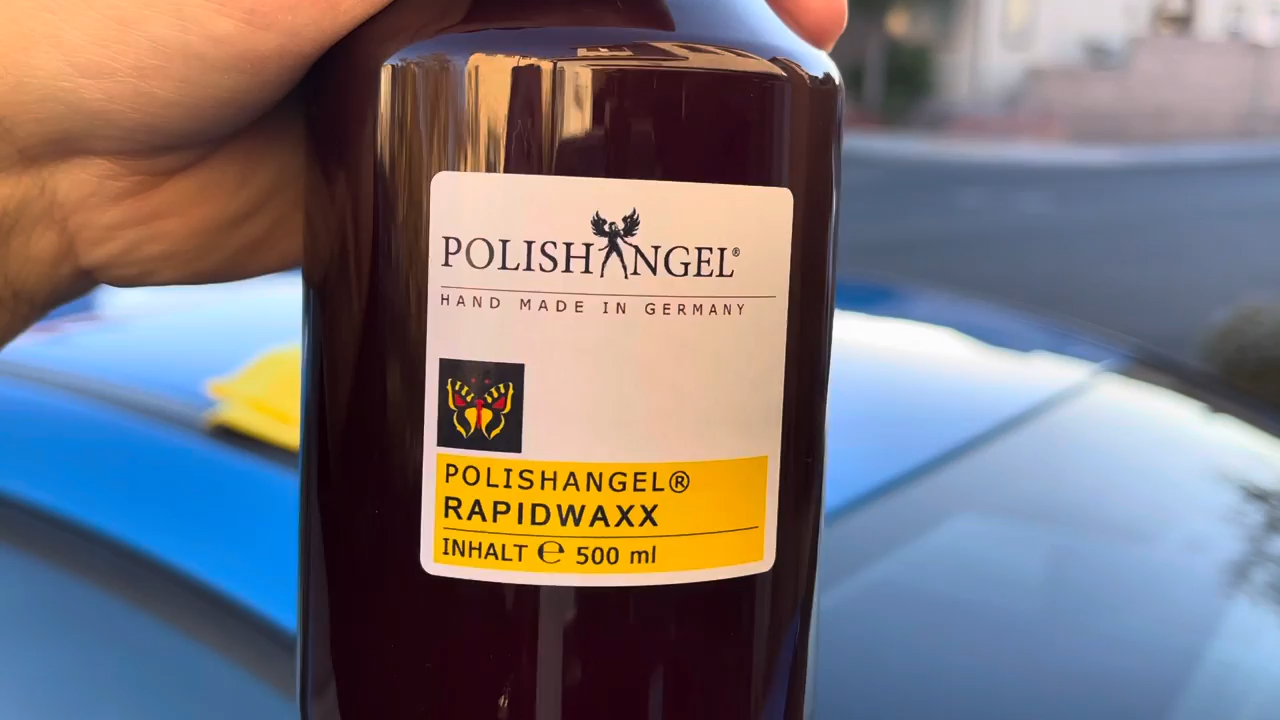 POLISHANGEL®
HAND MADE IN GERMANY
POLISHANGEL®
RAPIDWAXX
INHALT ℮ 500 ml